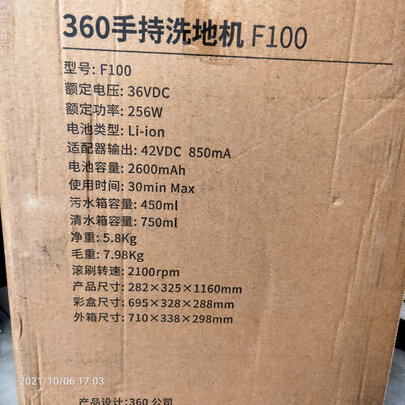 360手持洗地机 F100
型号: F100
额定电压: 36VDC
额定功率: 256W
电池类型: Li-ion
适配器输出: 42VDC 850mA
电池容量: 2600mAh
使用时间: 30min Max
污水箱容量: 450ml
清水箱容量: 750ml
净重: 5.8Kg
毛重: 7.98Kg
滚刷转速: 2100rpm
产品尺寸: 282×325×1160mm
彩盒尺寸: 695×328×288mm
外箱尺寸: 710×338×298mm
2021/10/06 17:03
产品设计: 360 公司